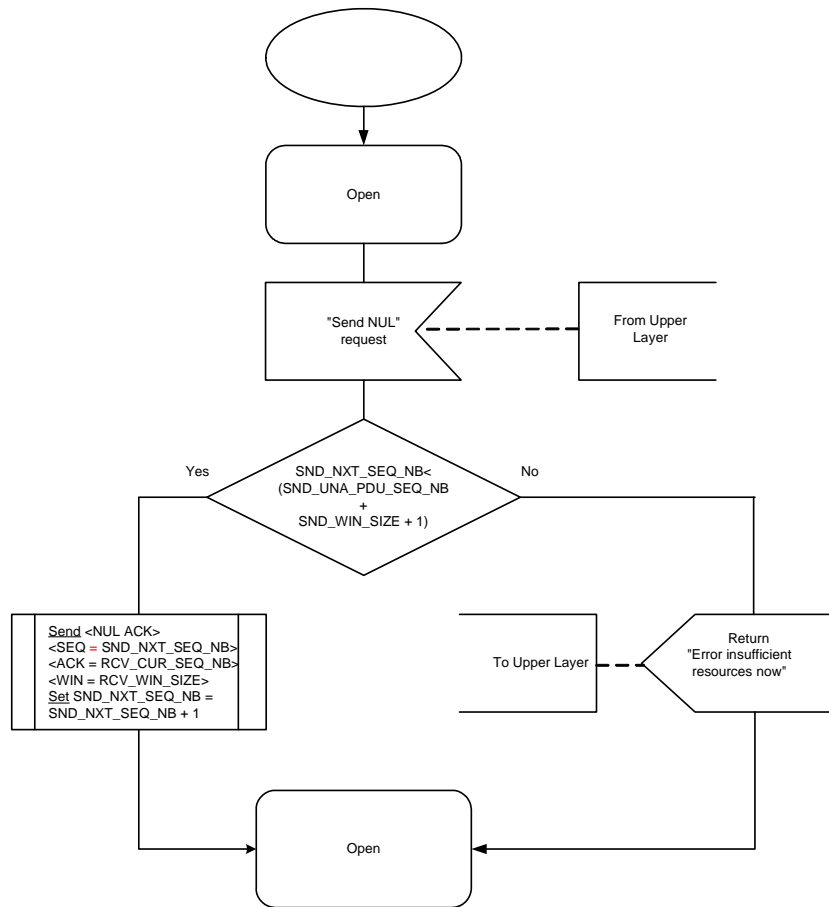 Open
"Send NUL"
request
From Upper
Layer
Yes
No
SND_NXT_SEQ_NB<
(SND_UNA_PDU_SEQ_NB
+
SND_WIN_SIZE + 1)
Send <NUL ACK>
<SEQ = SND_NXT_SEQ_NB>
<ACK = RCV_CUR_SEQ_NB>
<WIN = RCV_WIN_SIZE>
Set SND_NXT_SEQ_NB =
SND_NXT_SEQ_NB + 1
To Upper Layer
Return
"Error insufficient
resources now"
Open